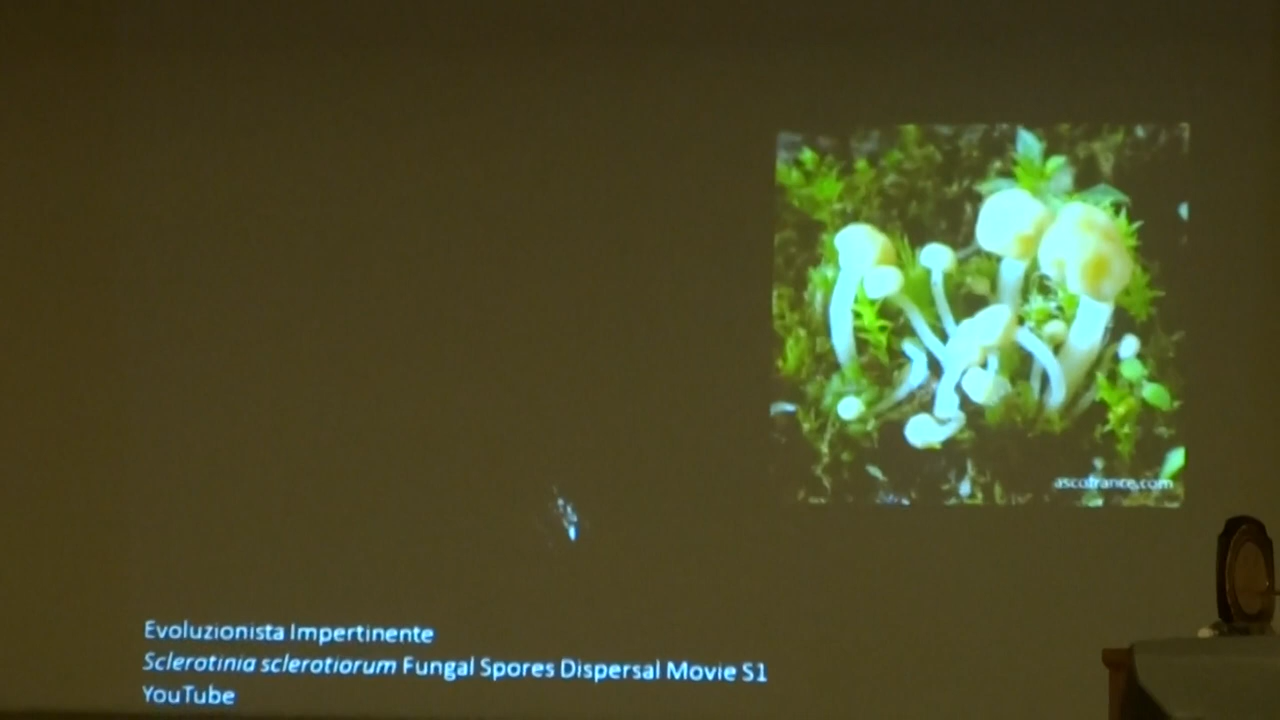 ascofrance.com
Evoluzionista Impertinente
Sclerotinia sclerotiorum Fungal Spores Dispersal Movie S1
YouTube